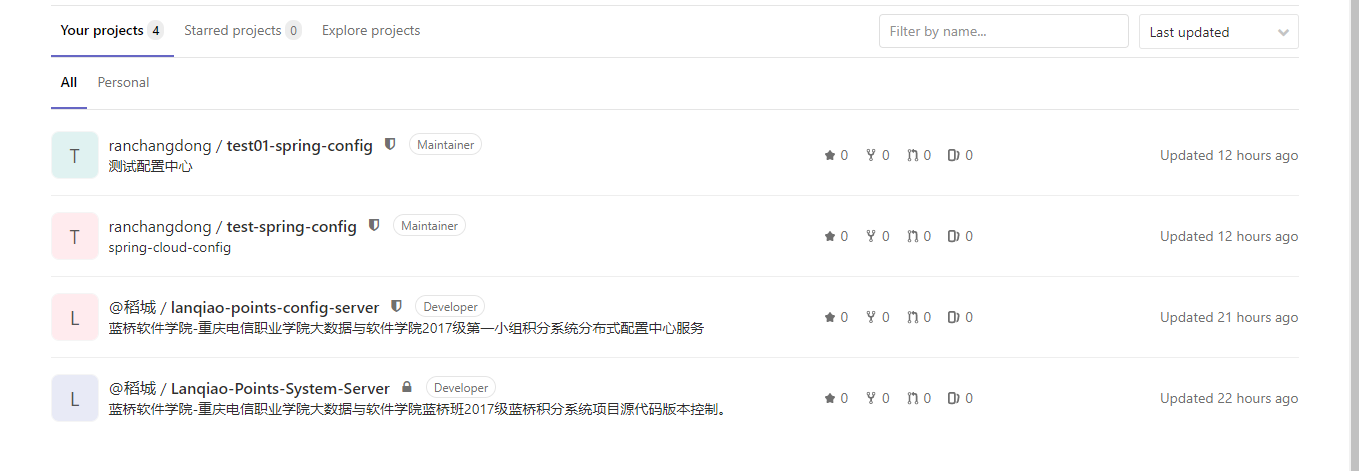 Your projects 4 Starred projects 0 Explore projects Filter by name... Last updated
All Personal
T ranchangdong / test01-spring-config Maintainer 0 0 0 0 Updated 12 hours ago
测试配置中心
T ranchangdong / test-spring-config Maintainer 0 0 0 0 Updated 12 hours ago
spring-cloud-config
L @稻城 / lanqiao-points-config-server Developer 0 0 0 0 Updated 21 hours ago
蓝桥软件学院-重庆电信职业学院大数据与软件学院2017级第一小组积分系统分布式配置中心服务
L @稻城 / Lanqiao-Points-System-Server Developer 0 0 0 0 Updated 22 hours ago
蓝桥软件学院-重庆电信职业学院大数据与软件学院蓝桥班2017级蓝桥积分系统项目源代码版本控制。